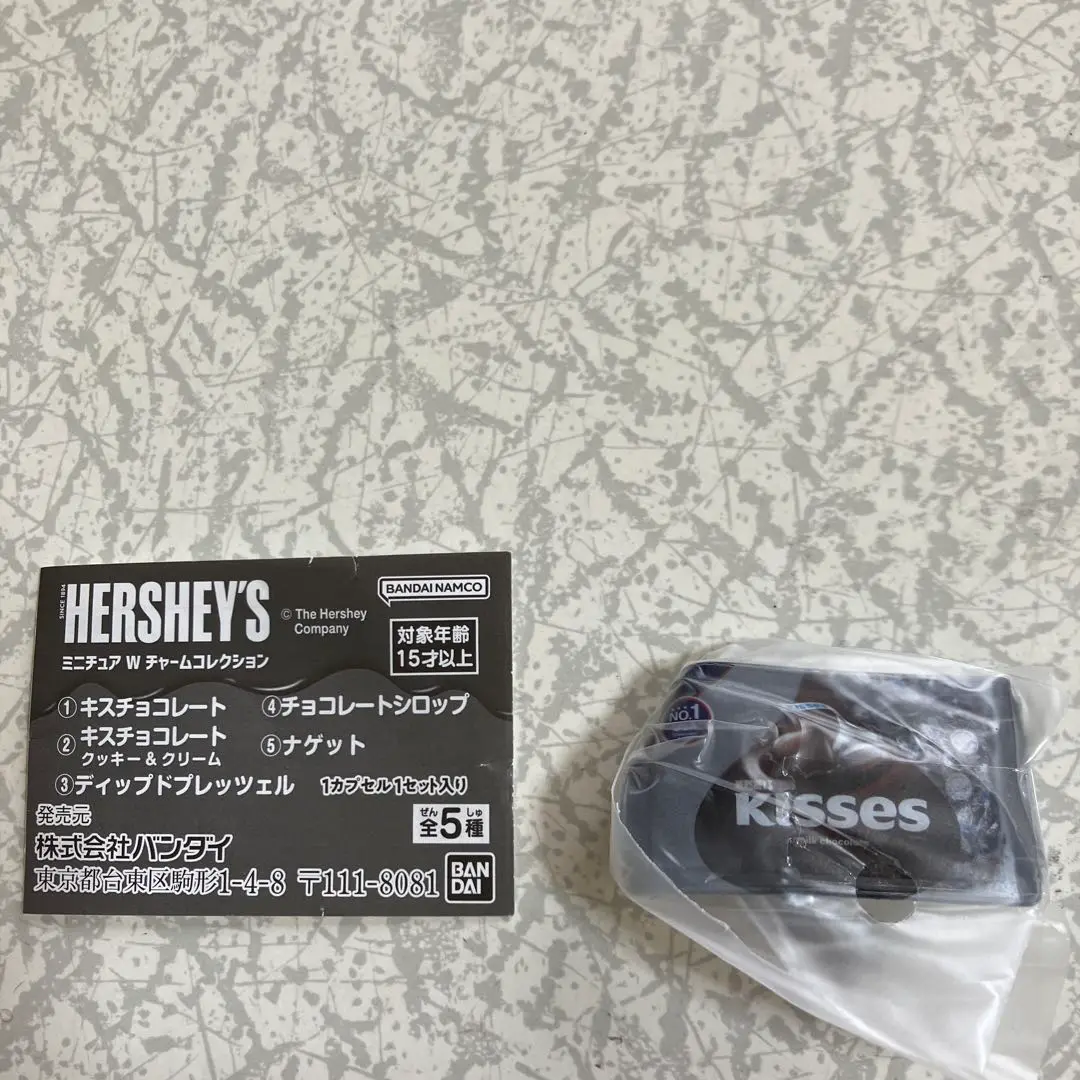 SINCE 1894
HERSHEY'S
© The Hershey
Company
BANDAI NAMCO
ミニチュア W チャームコレクション
対象年齢
15才以上
①キスチョコレート
②キスチョコレート
クッキー＆クリーム
③ディップドプレッツェル
④チョコレートシロップ
⑤ナゲット
1カプセル1セット入り
発売元
株式会社バンダイ
東京都台東区駒形1-4-8 〒111-8081
ぜん しゅ
全5種
BAN
DAI
NO.1
Kisses
milk chocolate